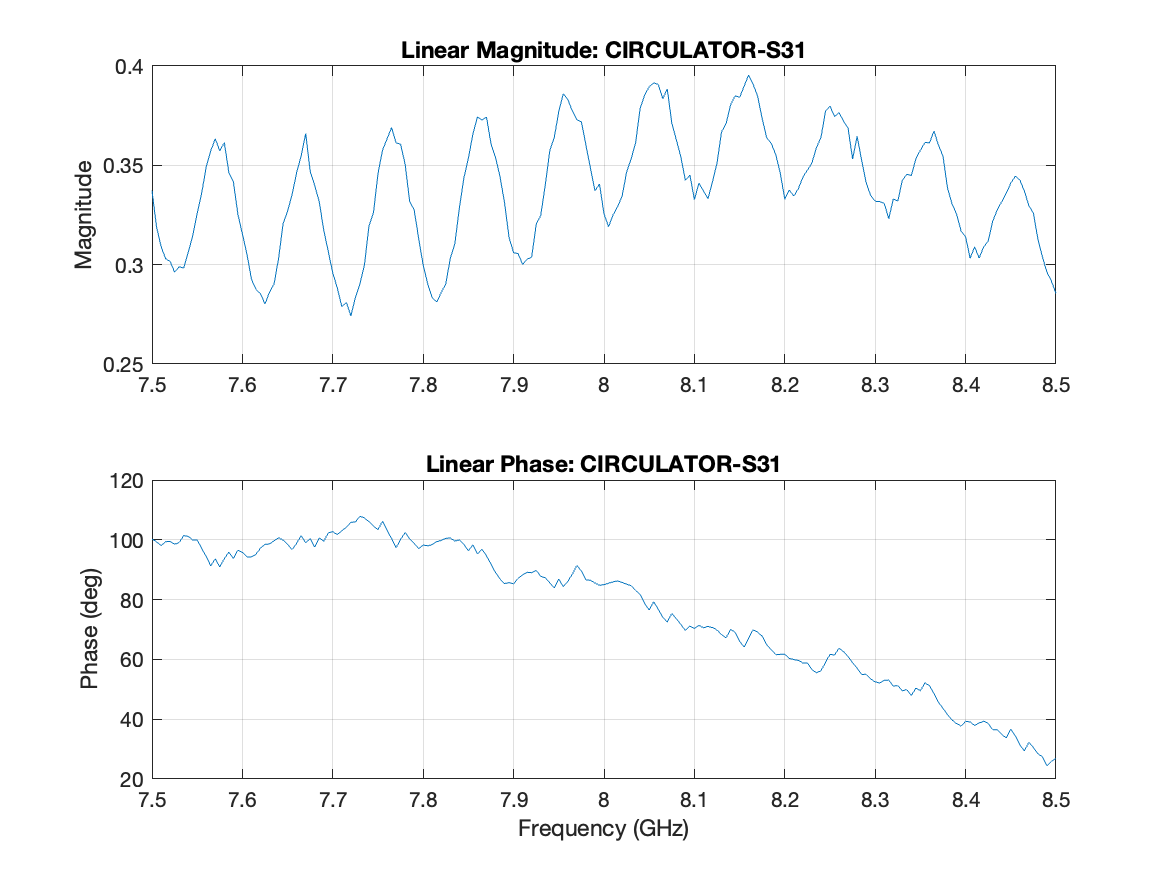 Linear Magnitude: CIRCULATOR-S31
0.4
0.35
0.3
0.25
Magnitude
7.5 7.6 7.7 7.8 7.9 8 8.1 8.2 8.3 8.4 8.5
Linear Phase: CIRCULATOR-S31
120
100
80
60
40
20
Phase (deg)
7.5 7.6 7.7 7.8 7.9 8 8.1 8.2 8.3 8.4 8.5
Frequency (GHz)